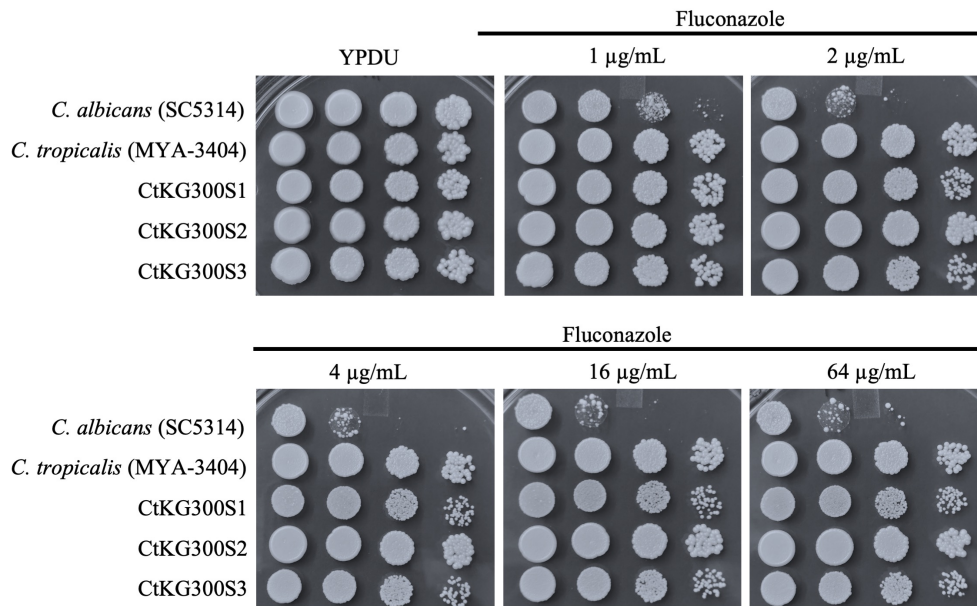 Fluconazole
YPDU
1 µg/mL
2 µg/mL
C. albicans (SC5314)
C. tropicalis (MYA-3404)
CtKG300S1
CtKG300S2
CtKG300S3
Fluconazole
4 µg/mL
16 µg/mL
64 µg/mL
C. albicans (SC5314)
C. tropicalis (MYA-3404)
CtKG300S1
CtKG300S2
CtKG300S3